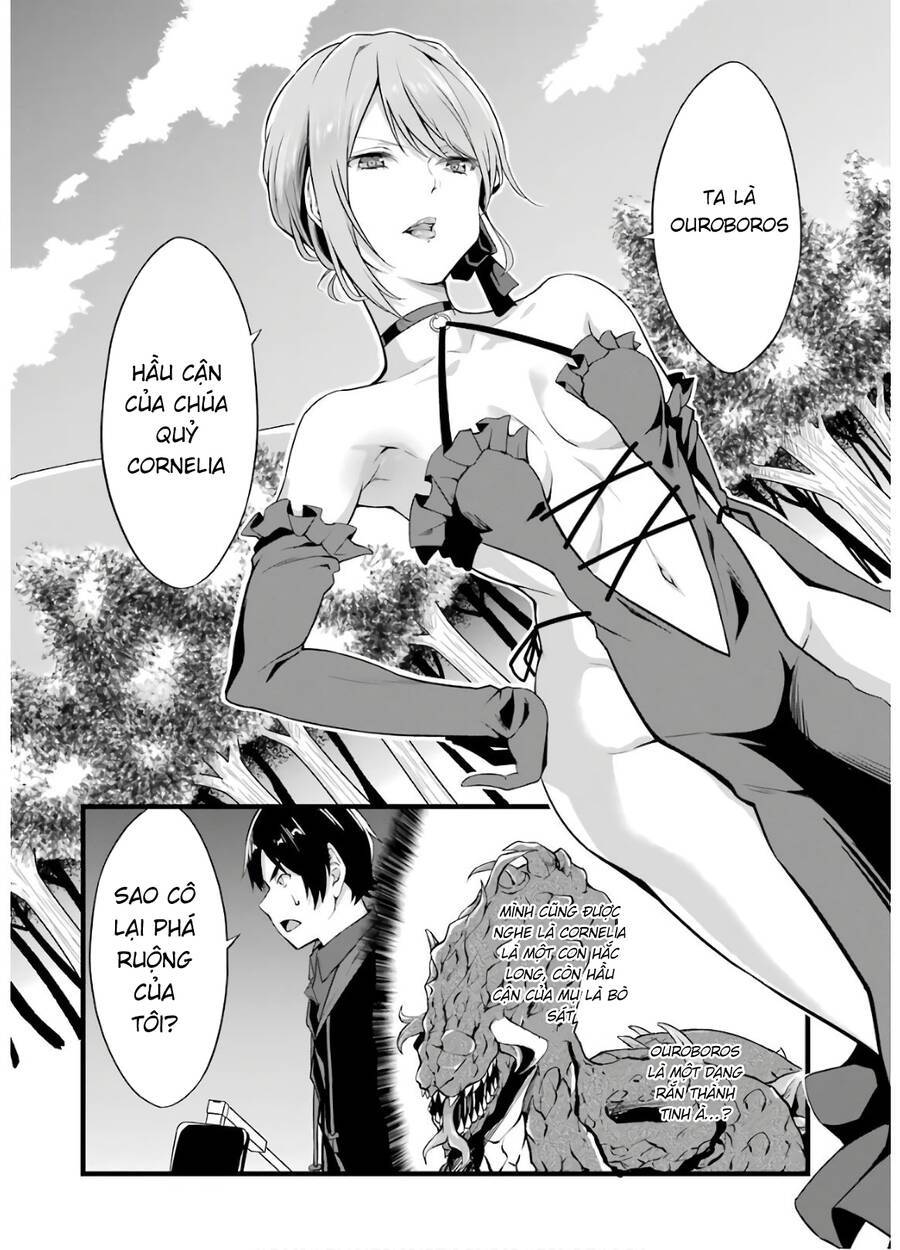 TA LÀ
OUROBOROS
HẦU CẬN
CỦA CHÚA
QUỶ
CORNELIA
MÌNH CŨNG ĐƯỢC
NGHE LÀ CORNELIA
LÀ MỘT CON HẮC
LONG, CÒN HẦU
CẬN CỦA MỤ LÀ BÒ
SÁT
OUROBOROS
LÀ MỘT DẠNG
RẮN THÀNH
TINH À...?
SAO CÔ
LẠI PHÁ
RUỘNG
CỦA
TÔI?